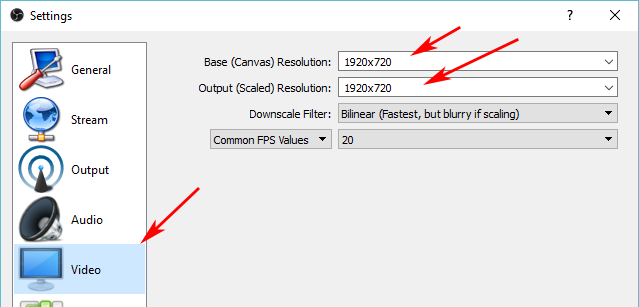 Settings
?
General
Stream
Output
Audio
Video
Base (Canvas) Resolution: 1920x720
Output (Scaled) Resolution: 1920x720
Downscale Filter: Bilinear (Fastest, but blurry if scaling)
Common FPS Values 20